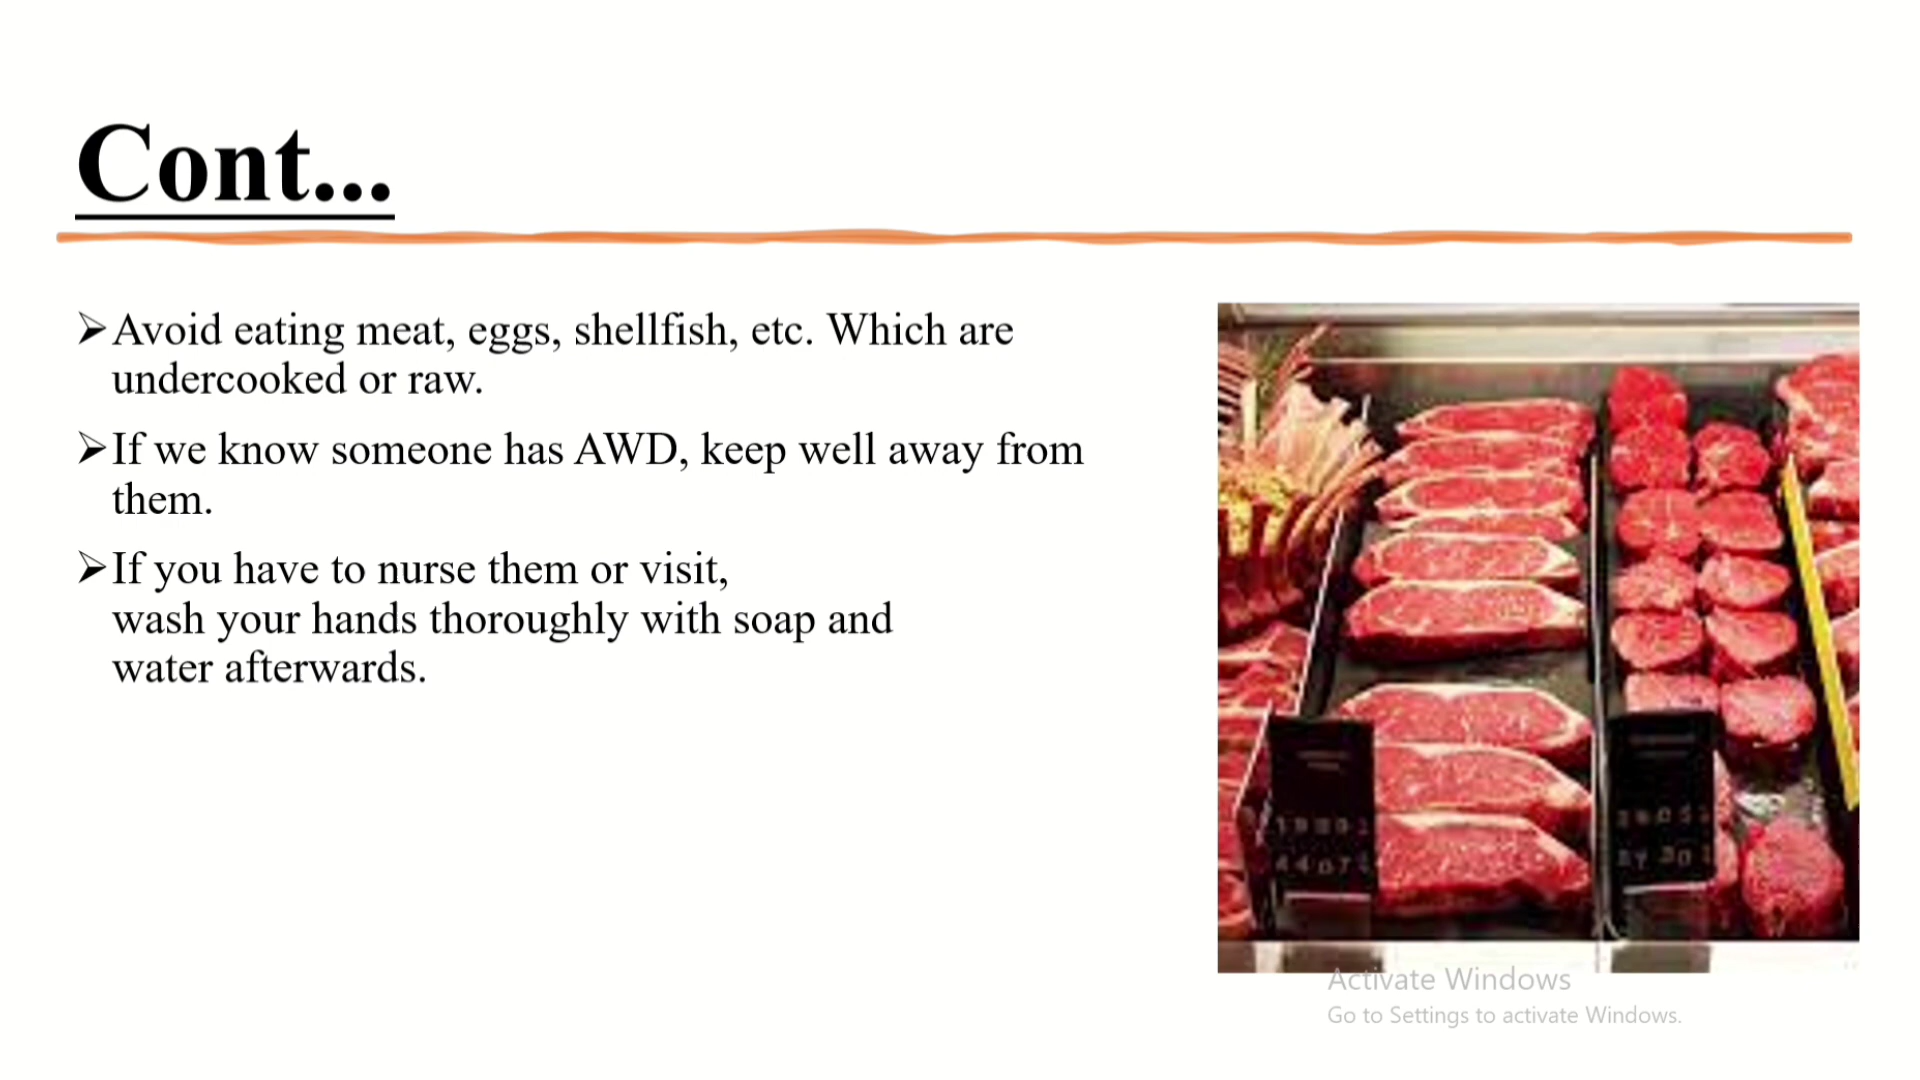 Cont...
➢Avoid eating meat, eggs, shellfish, etc. Which are
undercooked or raw.
➢If we know someone has AWD, keep well away from
them.
➢If you have to nurse them or visit,
wash your hands thoroughly with soap and
water afterwards.
Activate Windows
Go to Settings to activate Windows.